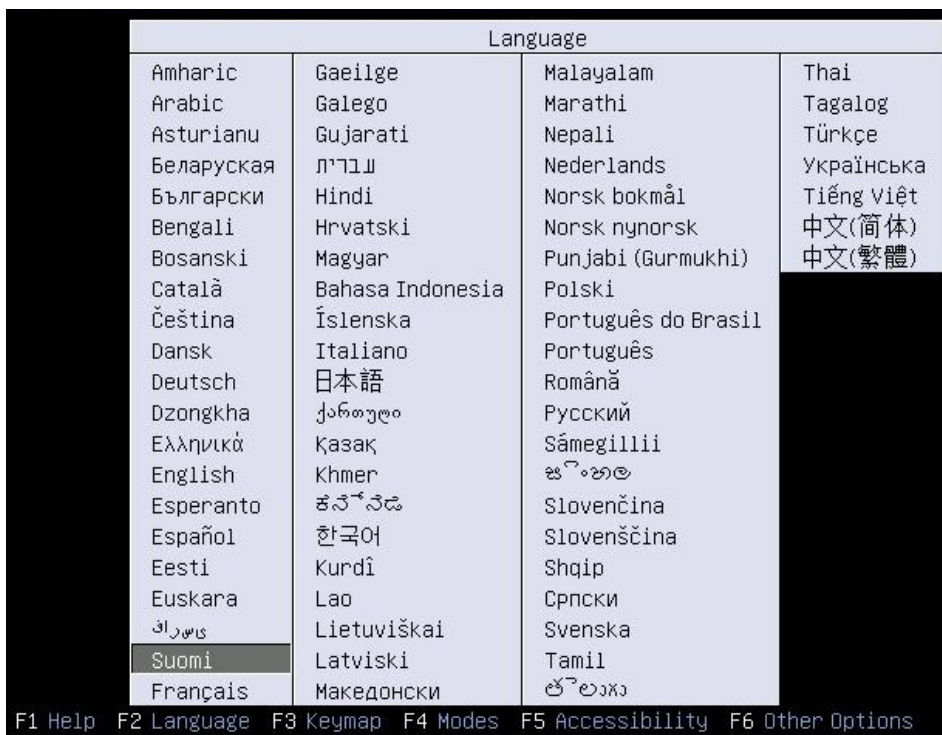 Language
Amharic
Arabic
Asturianu
Беларуская
Български
Bengali
Bosanski
Català
Čeština
Dansk
Deutsch
Dzongkha
Ελληνικά
English
Esperanto
Español
Eesti
Euskara
فارسی
Suomi
Français
Gaeilge
Galego
Gujarati
עברית
Hindi
Hrvatski
Magyar
Bahasa Indonesia
Íslenska
Italiano
日本語
ქართული
Қазақ
Khmer
ಕನ್ನಡ
한국어
Kurdî
Lao
Lietuviškai
Latviski
Македонски
Malayalam
Marathi
Nepali
Nederlands
Norsk bokmål
Norsk nynorsk
Punjabi (Gurmukhi)
Polski
Português do Brasil
Português
Română
Русский
Sámegillii
සිංහල
Slovenčina
Slovenščina
Shqip
Српски
Svenska
Tamil
తెలుగు
Thai
Tagalog
Türkçe
Українська
Tiếng Việt
中文(简体)
中文(繁體)
F1 Help F2 Language F3 Keymap F4 Modes F5 Accessibility F6 Other Options